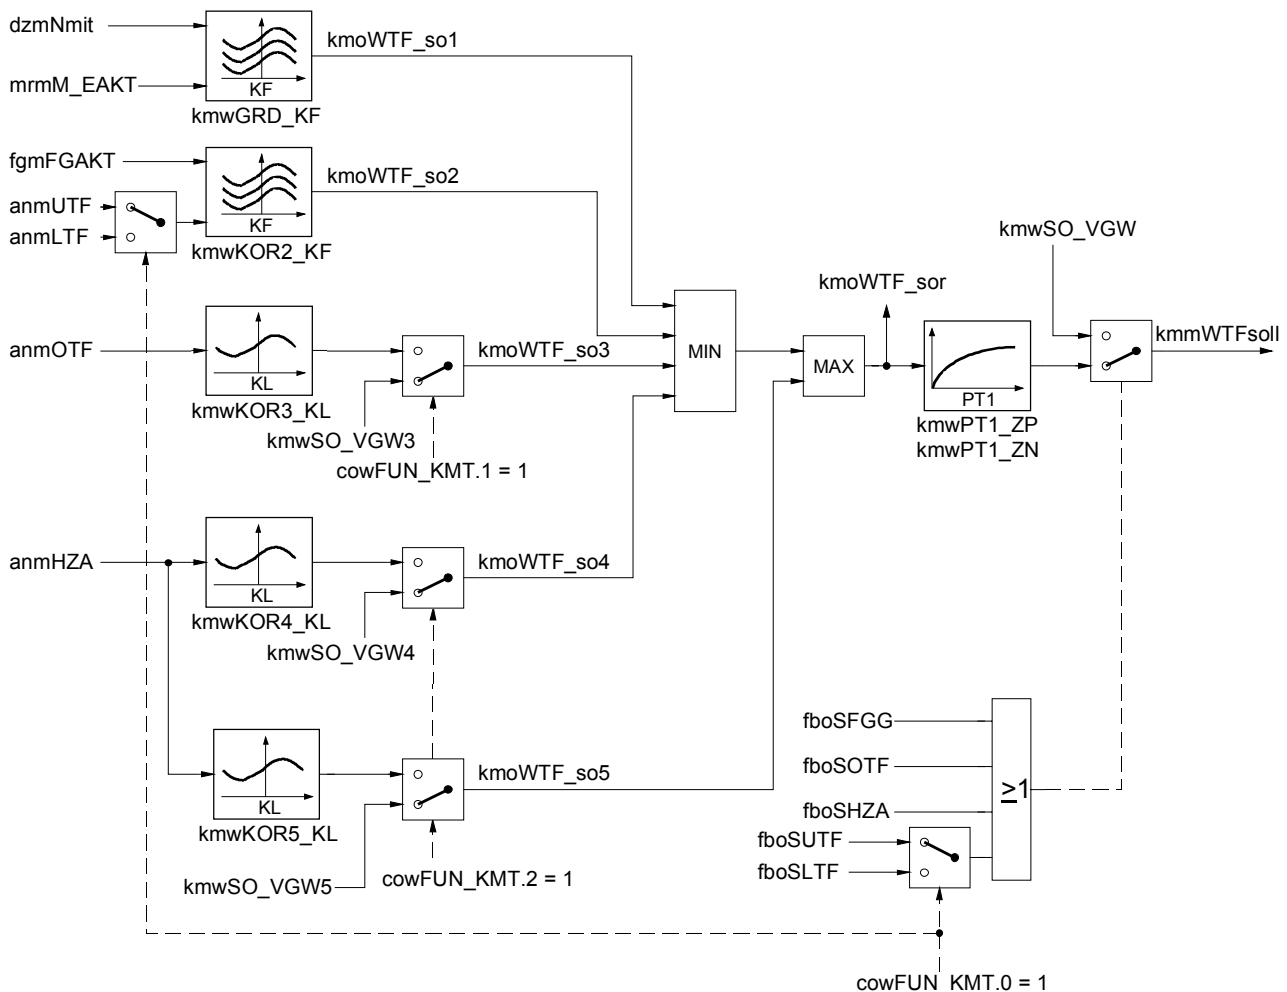 dzmNmit
mrmM_EAKT
KF
kmwGRD_KF
kmoWTF_so1
fgmFGAKT
anmUTF
anmLTF
KF
kmwKOR2_KF
kmoWTF_so2
anmOTF
KL
kmwKOR3_KL
kmwSO_VGW3
kmoWTF_so3
cowFUN_KMT.1 = 1
MIN
MAX
kmoWTF_sor
PT1
kmwPT1_ZP
kmwPT1_ZN
kmwSO_VGW
kmmWTFsoll
anmHZA
KL
kmwKOR4_KL
kmwSO_VGW4
kmoWTF_so4
KL
kmwKOR5_KL
kmwSO_VGW5
kmoWTF_so5
cowFUN_KMT.2 = 1
fboSFGG
fboSOTF
fboSHZA
fboSUTF
fboSLTF
≥1
cowFUN_KMT.0 = 1